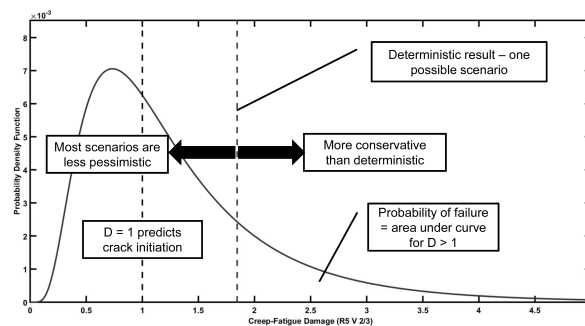 ×10⁻³
8
7
6
5
4
3
2
1
0
Probability Density Function
Deterministic result – one
possible scenario
Most scenarios are
less pessimistic
More conservative
than deterministic
D = 1 predicts
crack initiation
Probability of failure
= area under curve
for D > 1
0 0.5 1 1.5 2 2.5 3 3.5 4 4.5
Creep-Fatigue Damage (R5 V 2/3)